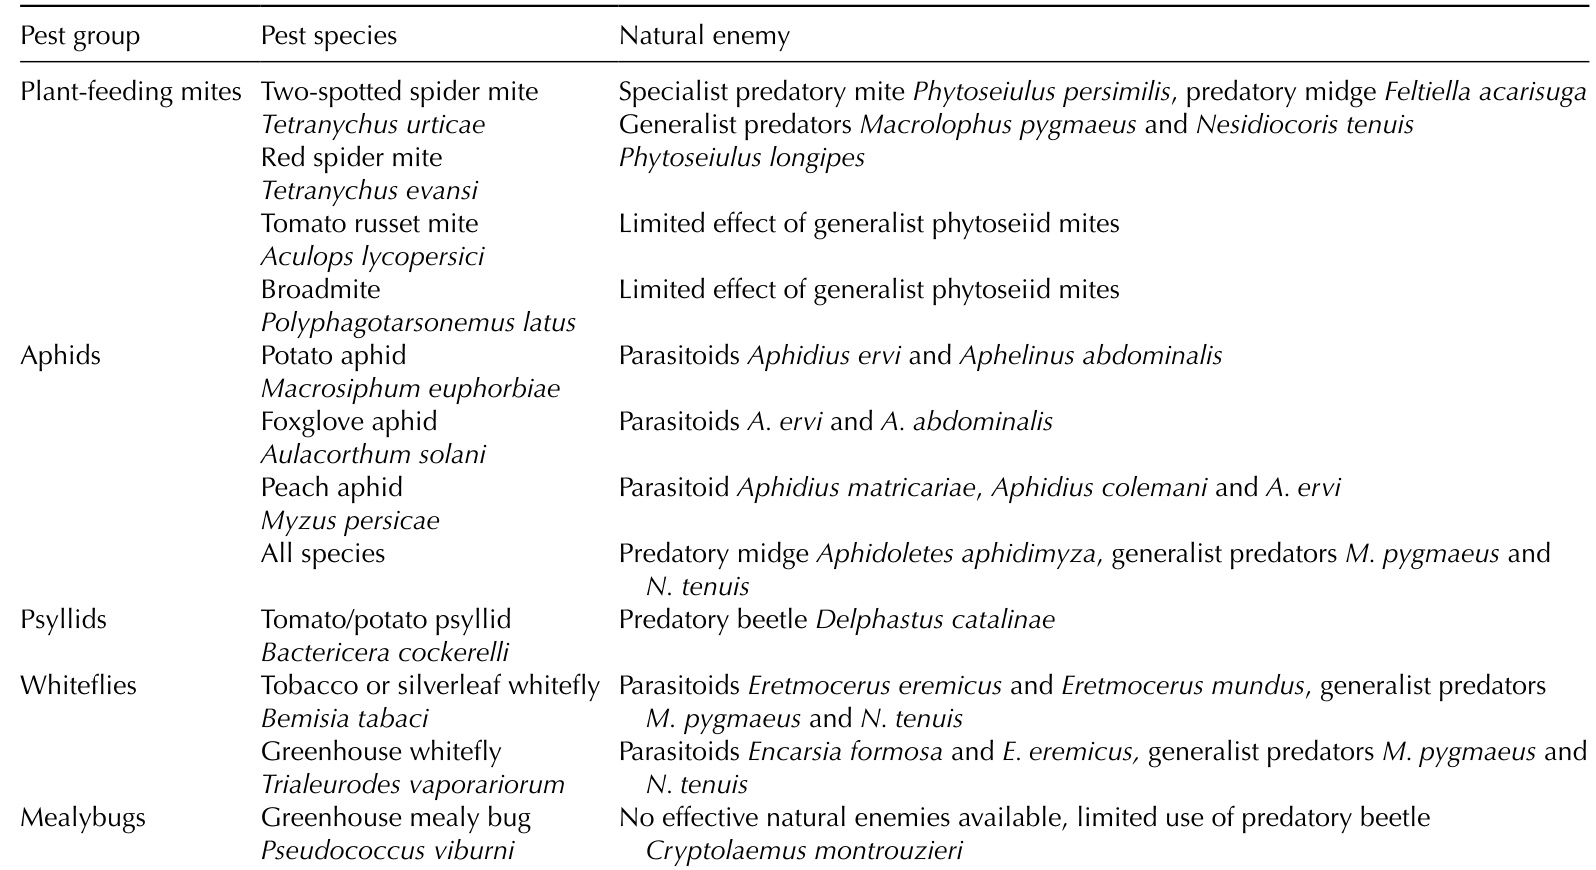 Pest group Pest species Natural enemy
Plant-feeding mites Two-spotted spider mite Specialist predatory mite Phytoseiulus persimilis, predatory midge Feltiella acarisuga
Tetranychus urticae Generalist predators Macrolophus pygmaeus and Nesidiocoris tenuis
Red spider mite Phytoseiulus longipes
Tetranychus evansi
Tomato russet mite Limited effect of generalist phytoseiid mites
Aculops lycopersici
Broadmite Limited effect of generalist phytoseiid mites
Polyphagotarsonemus latus
Aphids Potato aphid Parasitoids Aphidius ervi and Aphelinus abdominalis
Macrosiphum euphorbiae
Foxglove aphid Parasitoids A. ervi and A. abdominalis
Aulacorthum solani
Peach aphid Parasitoid Aphidius matricariae, Aphidius colemani and A. ervi
Myzus persicae
All species Predatory midge Aphidoletes aphidimyza, generalist predators M. pygmaeus and
N. tenuis
Psyllids Tomato/potato psyllid Predatory beetle Delphastus catalinae
Bactericera cockerelli
Whiteflies Tobacco or silverleaf whitefly Parasitoids Eretmocerus eremicus and Eretmocerus mundus, generalist predators
Bemisia tabaci M. pygmaeus and N. tenuis
Greenhouse whitefly Parasitoids Encarsia formosa and E. eremicus, generalist predators M. pygmaeus and
Trialeurodes vaporariorum N. tenuis
Mealybugs Greenhouse mealy bug No effective natural enemies available, limited use of predatory beetle
Pseudococcus viburni Cryptolaemus montrouzieri